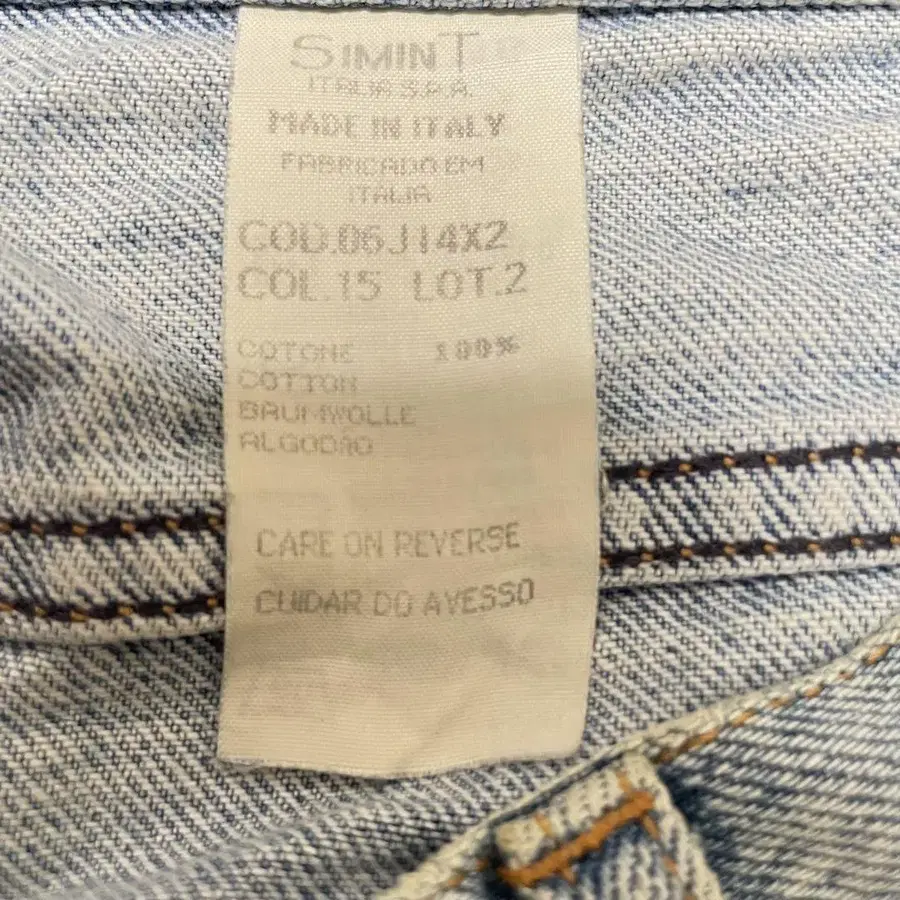 SIMINT
ITALIA S.P.A.
MADE IN ITALY
FABRICADO EM
ITALIA
COD.06J14X2
COL.15 LOT.2
COTONE 100%
COTTON
BAUMWOLLE
ALGODÃO
CARE ON REVERSE
CUIDAR DO AVESSO